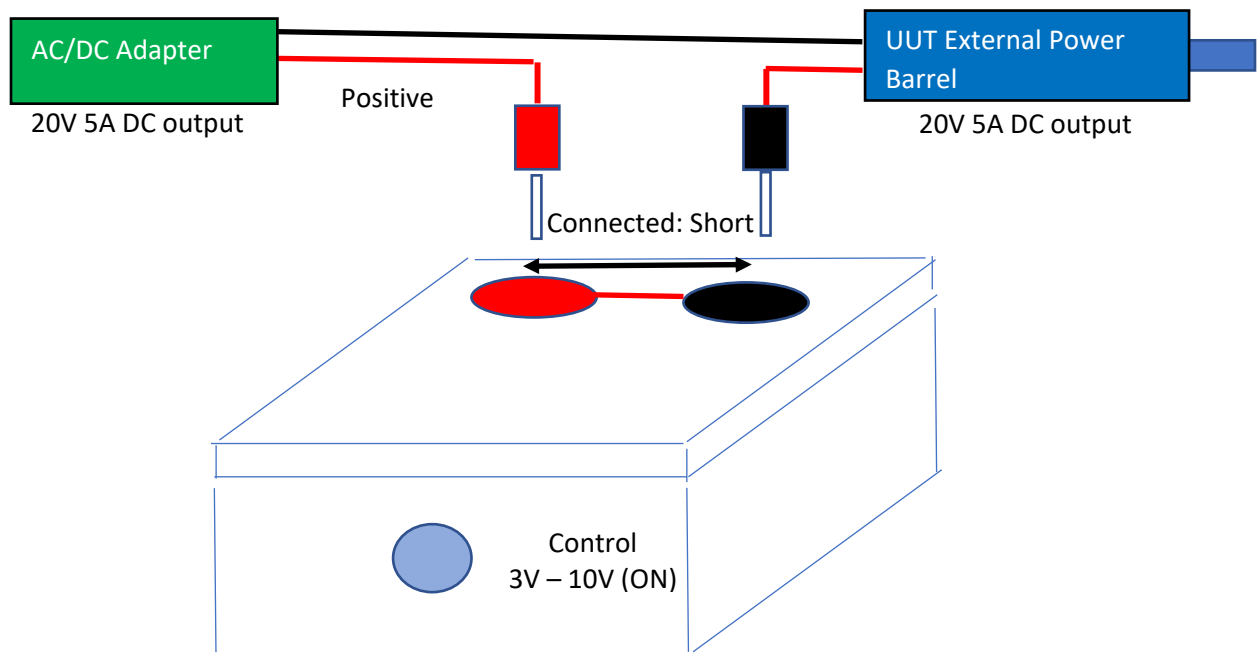 AC/DC Adapter
UUT External Power
Barrel
Positive
20V 5A DC output
20V 5A DC output
Connected: Short
Control
3V – 10V (ON)